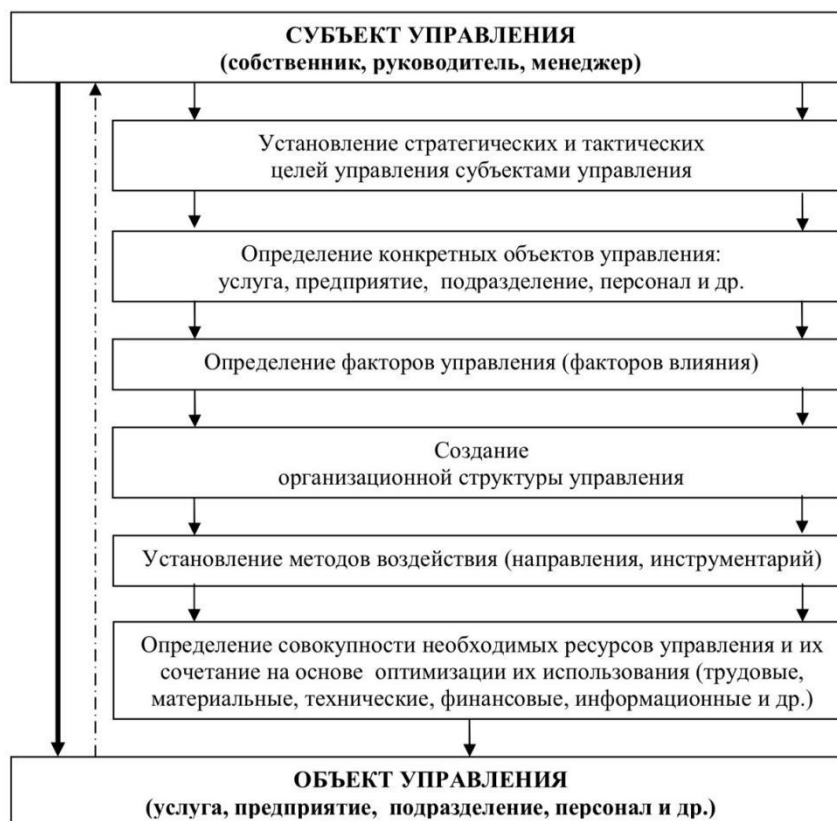 СУБЪЕКТ УПРАВЛЕНИЯ
(собственник, руководитель, менеджер)
Установление стратегических и тактических
целей управления субъектами управления
Определение конкретных объектов управления:
услуга, предприятие, подразделение, персонал и др.
Определение факторов управления (факторов влияния)
Создание
организационной структуры управления
Установление методов воздействия (направления, инструментарий)
Определение совокупности необходимых ресурсов управления и их
сочетание на основе оптимизации их использования (трудовые,
материальные, технические, финансовые, информационные и др.)
ОБЪЕКТ УПРАВЛЕНИЯ
(услуга, предприятие, подразделение, персонал и др.)